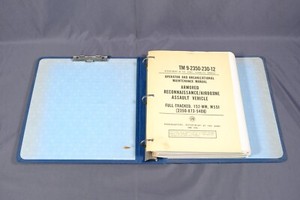 TM 9-2350-230-12
OPERATOR AND ORGANIZATIONAL
MAINTENANCE MANUAL
ARMORED
RECONNAISSANCE/AIRBORNE
ASSAULT VEHICLE
FULL TRACKED: 152-MM, M551
(2350-873-5408)